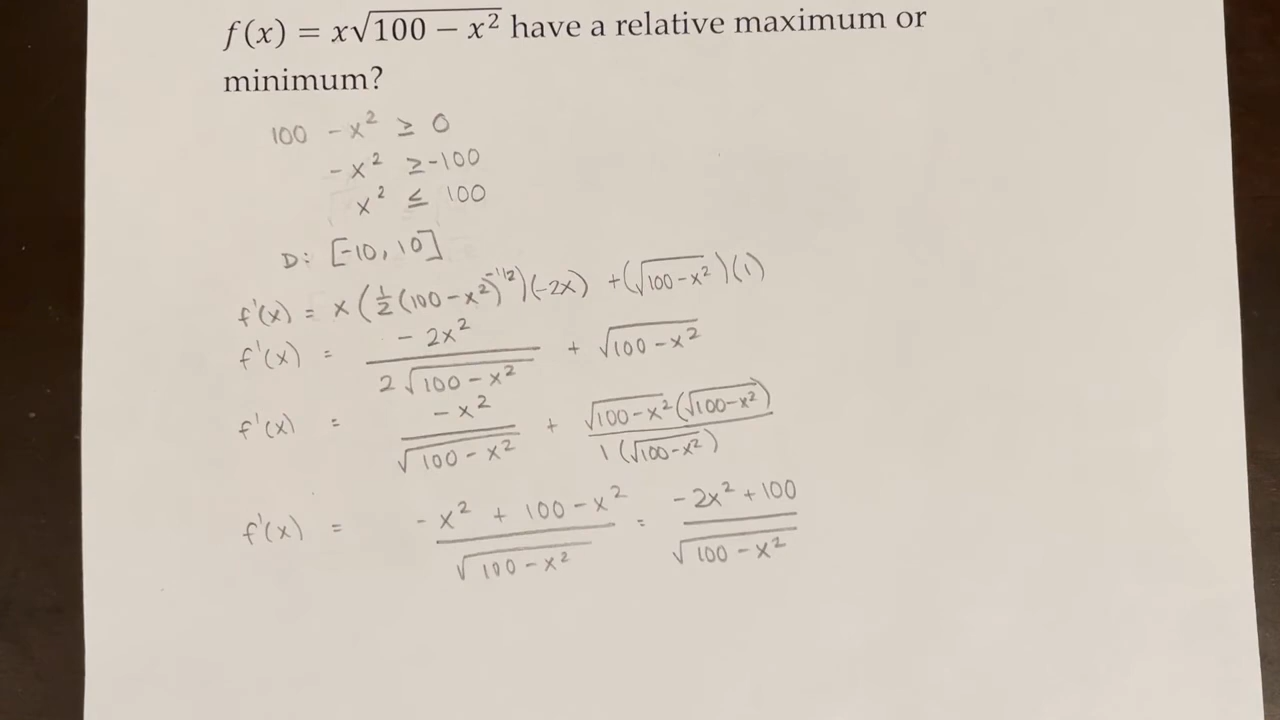 f(x) = x√(100 − x²) have a relative maximum or
minimum?
100 − x² ≥ 0
− x² ≥ −100
x² ≤ 100
D: [−10, 10]
f'(x) = x (½(100 − x²)^(−1/2))(−2x) + (√(100−x²))(1)
f'(x) = −2x² / (2√(100 − x²)) + √(100 − x²)
f'(x) = −x² / √(100 − x²) + √(100−x²)(√(100−x²)) / 1(√(100−x²))
f'(x) = (−x² + 100 − x²) / √(100 − x²) = (−2x² + 100) / √(100 − x²)